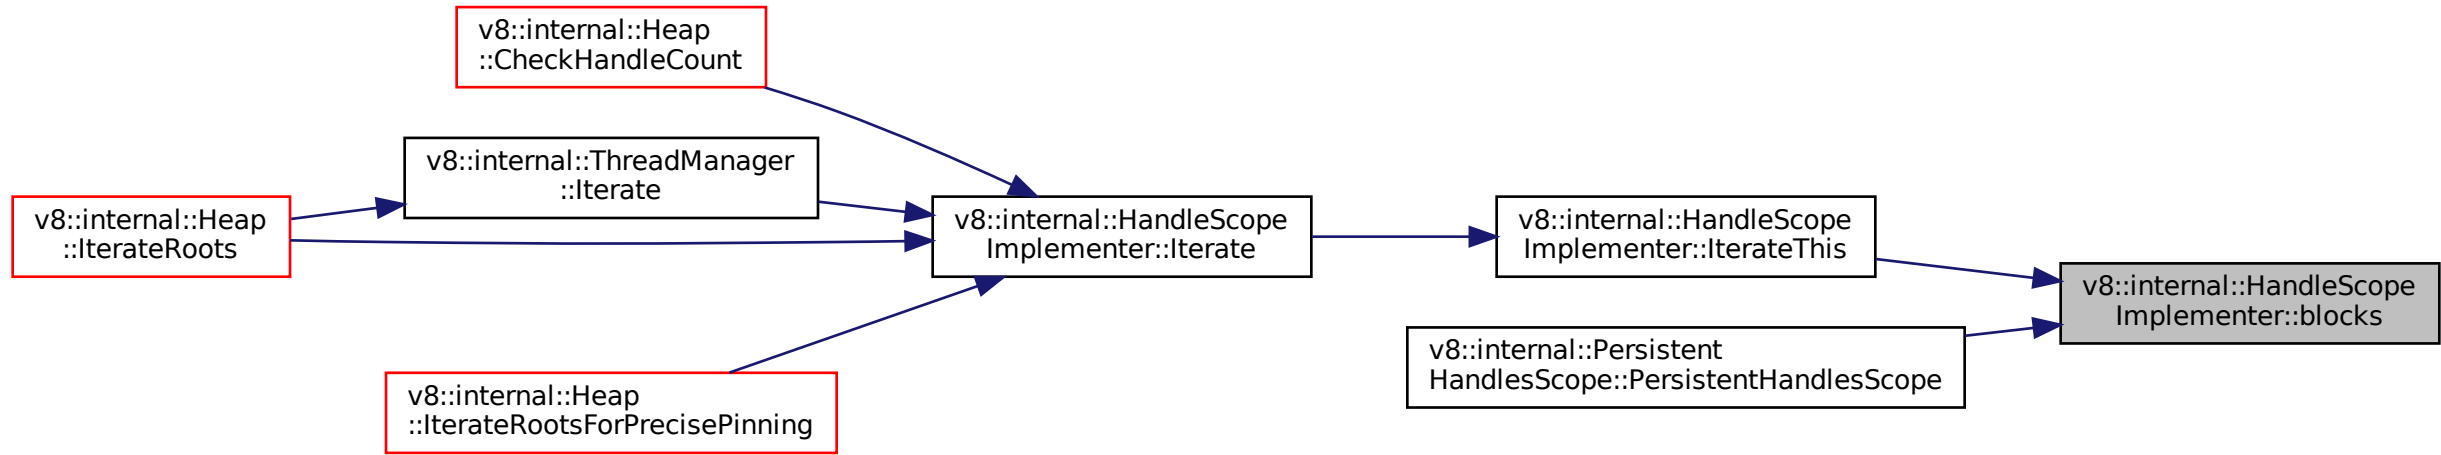 v8::internal::Heap
::CheckHandleCount
v8::internal::ThreadManager
::Iterate
v8::internal::Heap
::IterateRoots
v8::internal::HandleScope
Implementer::Iterate
v8::internal::HandleScope
Implementer::IterateThis
v8::internal::HandleScope
Implementer::blocks
v8::internal::Persistent
HandlesScope::PersistentHandlesScope
v8::internal::Heap
::IterateRootsForPrecisePinning